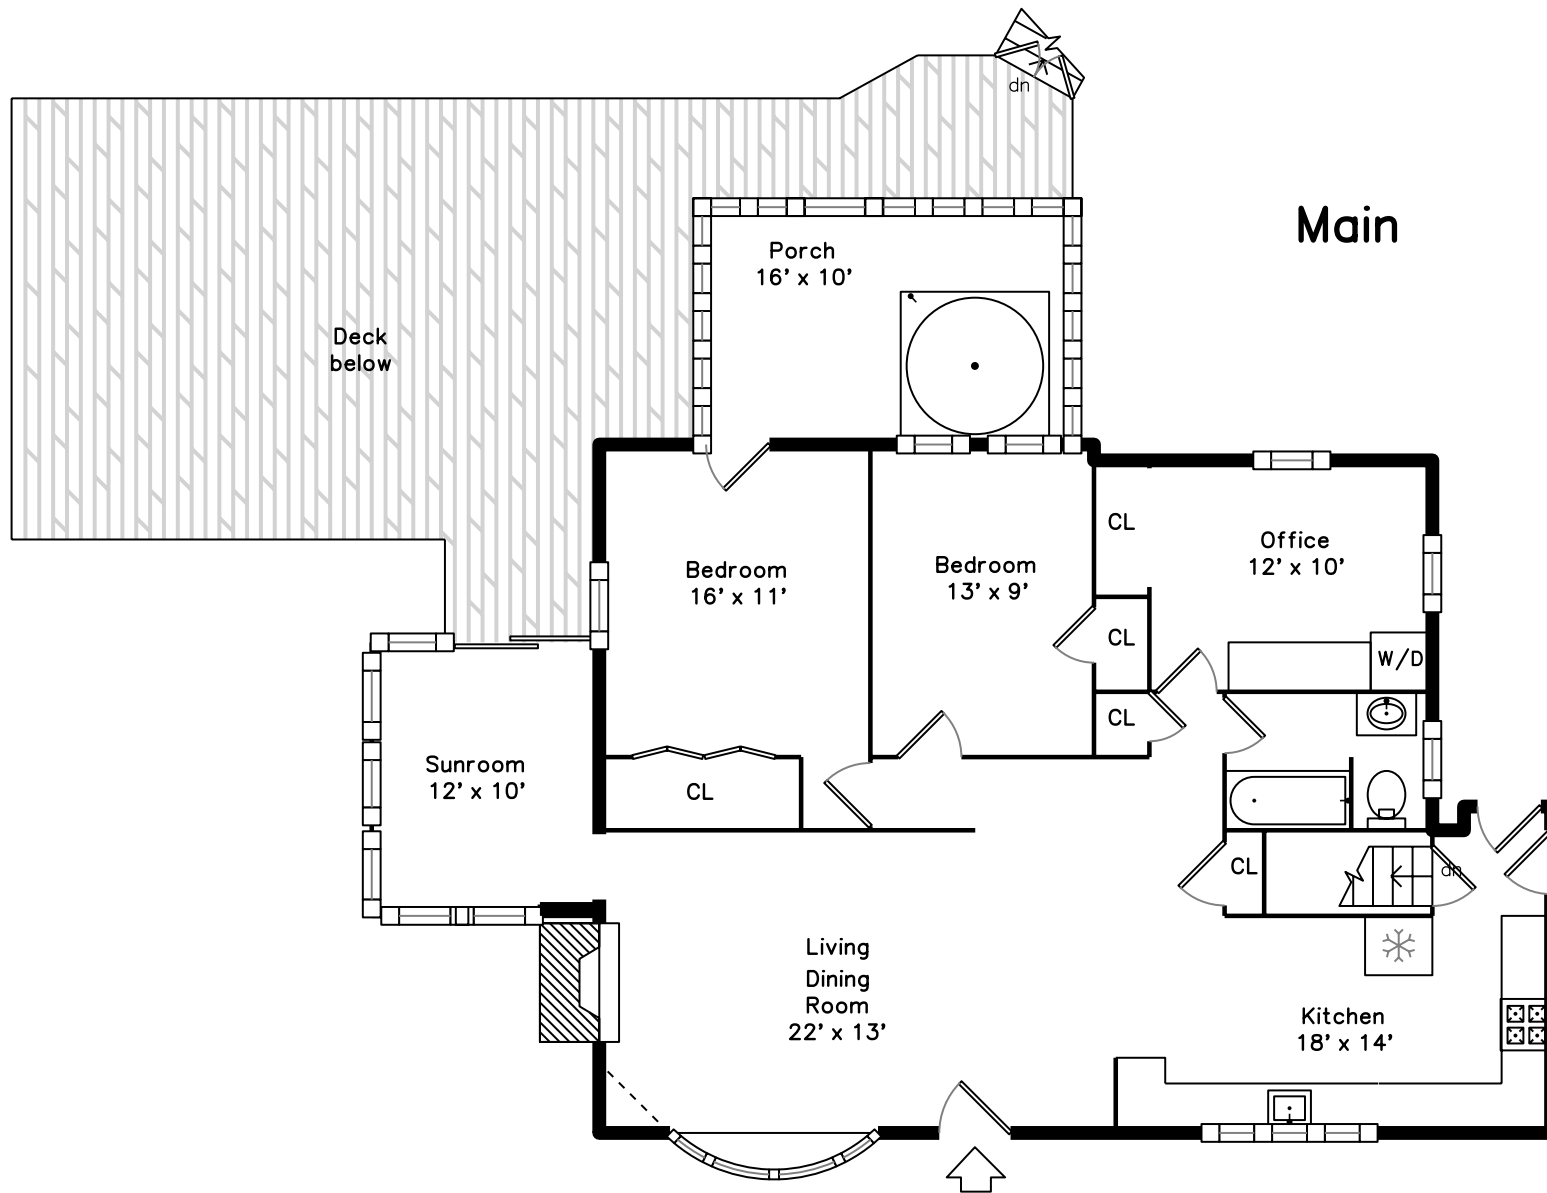 dn
Main
Porch
16' x 10'
Deck
below
CL
Office
12' x 10'
Bedroom
16' x 11'
Bedroom
13' x 9'
CL
W/D
CL
Sunroom
12' x 10'
CL
CL
dn
Living
Dining
Room
22' x 13'
Kitchen
18' x 14'